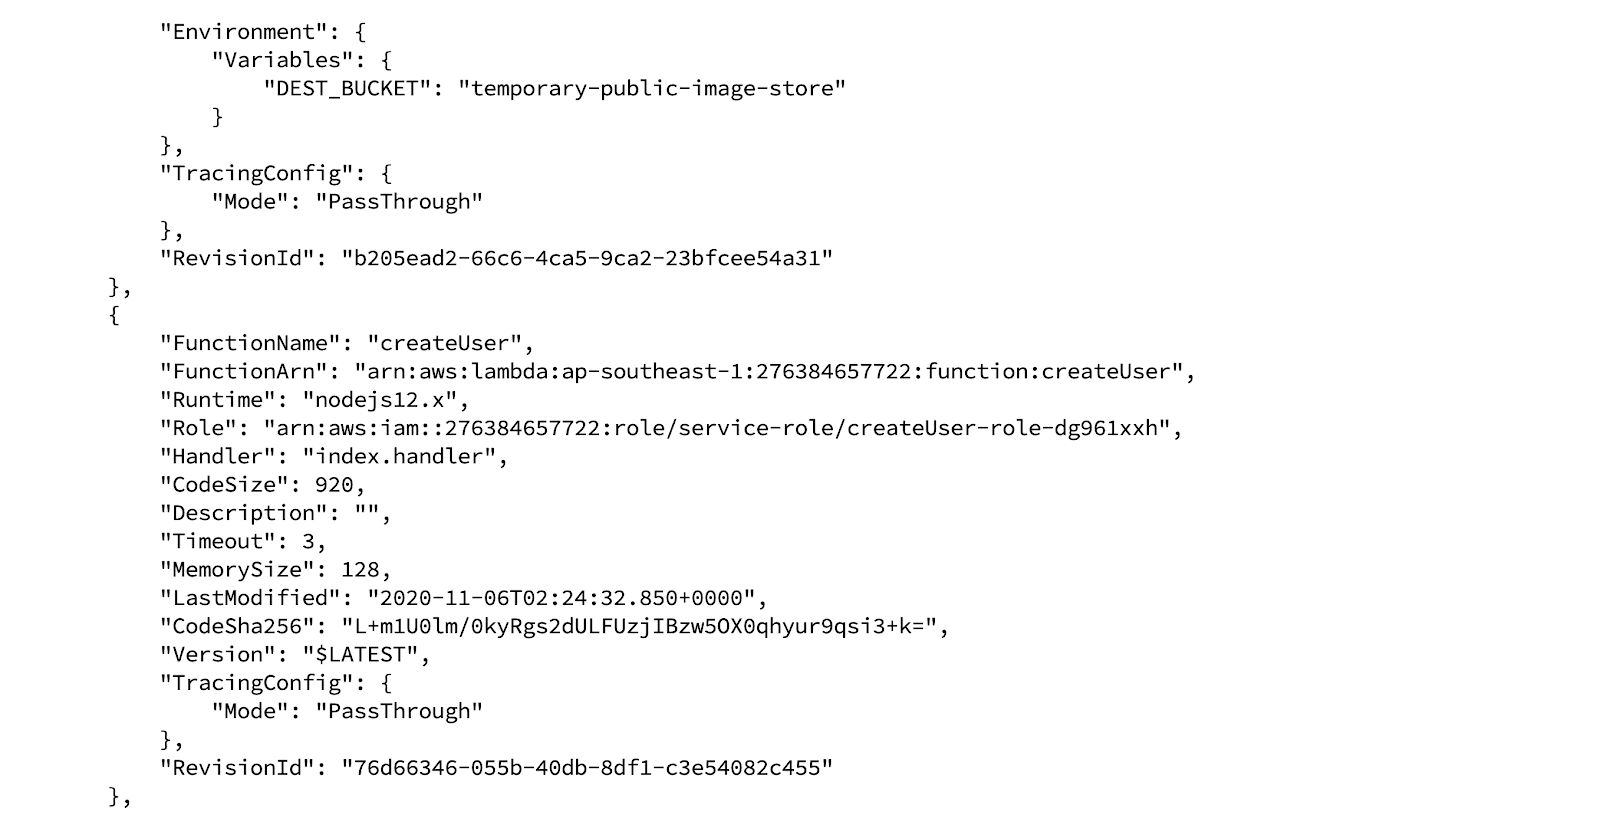 "Environment": {
"Variables": {
"DEST_BUCKET": "temporary-public-image-store"
}
},
"TracingConfig": {
"Mode": "PassThrough"
},
"RevisionId": "b205ead2-66c6-4ca5-9ca2-23bfcee54a31"
},
{
"FunctionName": "createUser",
"FunctionArn": "arn:aws:lambda:ap-southeast-1:276384657722:function:createUser",
"Runtime": "nodejs12.x",
"Role": "arn:aws:iam::276384657722:role/service-role/createUser-role-dg961xxh",
"Handler": "index.handler",
"CodeSize": 920,
"Description": "",
"Timeout": 3,
"MemorySize": 128,
"LastModified": "2020-11-06T02:24:32.850+0000",
"CodeSha256": "L+m1U0lm/0kyRgs2dULFUzjIBzw5OX0qhyur9qsi3+k=",
"Version": "$LATEST",
"TracingConfig": {
"Mode": "PassThrough"
},
"RevisionId": "76d66346-055b-40db-8df1-c3e54082c455"
},